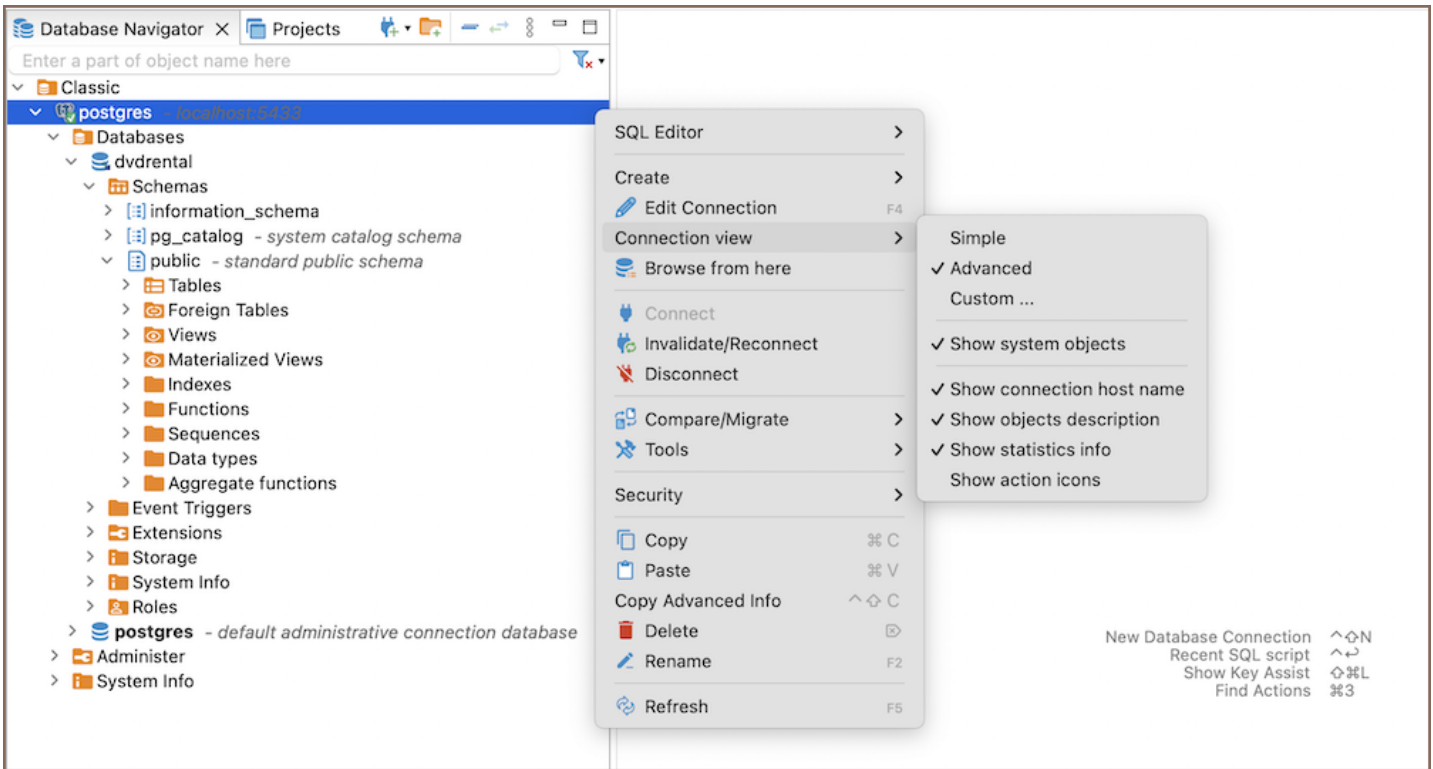 Database Navigator
Projects
Enter a part of object name here
Classic
postgres - localhost:5433
Databases
dvdrental
Schemas
information_schema
pg_catalog - system catalog schema
public - standard public schema
Tables
Foreign Tables
Views
Materialized Views
Indexes
Functions
Sequences
Data types
Aggregate functions
Event Triggers
Extensions
Storage
System Info
Roles
postgres - default administrative connection database
Administer
System Info
SQL Editor
Create
Edit Connection F4
Connection view
Browse from here
Connect
Invalidate/Reconnect
Disconnect
Compare/Migrate
Tools
Security
Copy ⌘ C
Paste ⌘ V
Copy Advanced Info ^ ⇧ C
Delete ⌦
Rename F2
Refresh F5
Simple
✓ Advanced
Custom ...
✓ Show system objects
✓ Show connection host name
✓ Show objects description
✓ Show statistics info
Show action icons
New Database Connection ^⇧N
Recent SQL script ^↩
Show Key Assist ⇧⌘L
Find Actions ⌘3